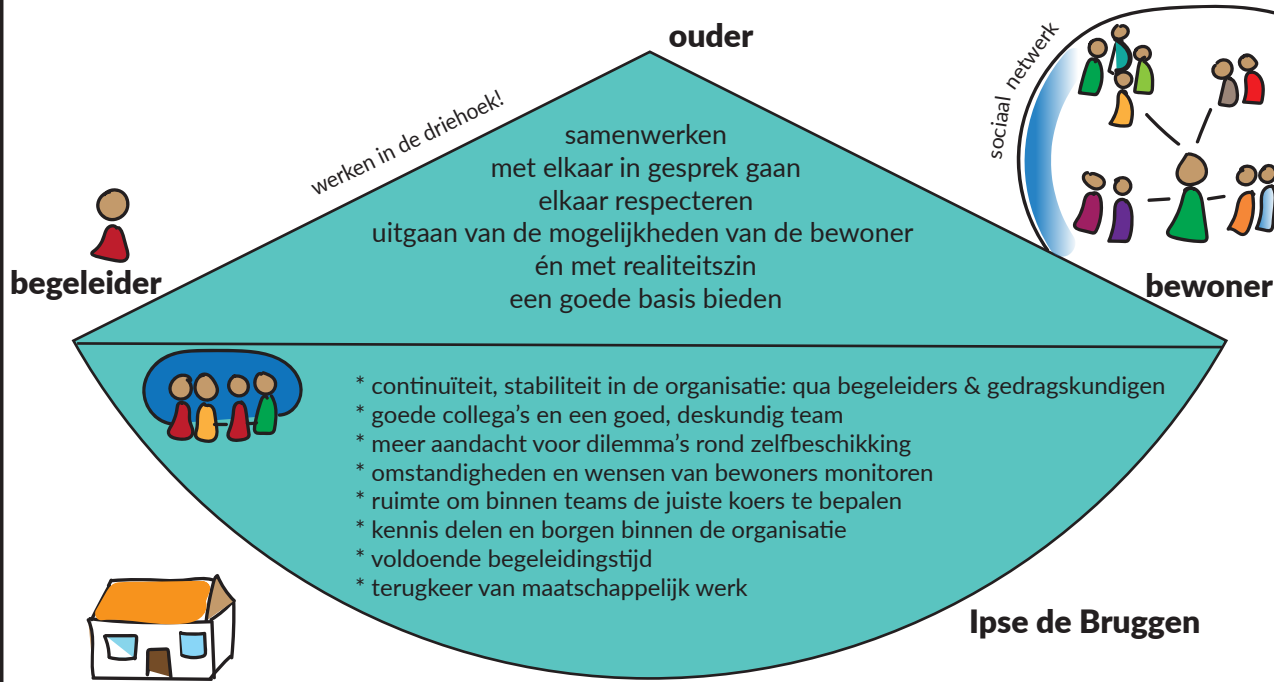 ouder
sociaal netwerk
werken in de driehoek!
samenwerken
met elkaar in gesprek gaan
elkaar respecteren
uitgaan van de mogelijkheden van de bewoner
én met realiteitszin
een goede basis bieden
begeleider
bewoner
* continuïteit, stabiliteit in de organisatie: qua begeleiders & gedragskundigen
* goede collega's en een goed, deskundig team
* meer aandacht voor dilemma's rond zelfbeschikking
* omstandigheden en wensen van bewoners monitoren
* ruimte om binnen teams de juiste koers te bepalen
* kennis delen en borgen binnen de organisatie
* voldoende begeleidingstijd
* terugkeer van maatschappelijk werk
Ipse de Bruggen